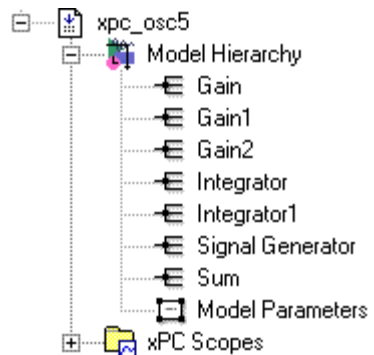 xpc_osc5
Model Hierarchy
Gain
Gain1
Gain2
Integrator
Integrator1
Signal Generator
Sum
Model Parameters
xPC Scopes